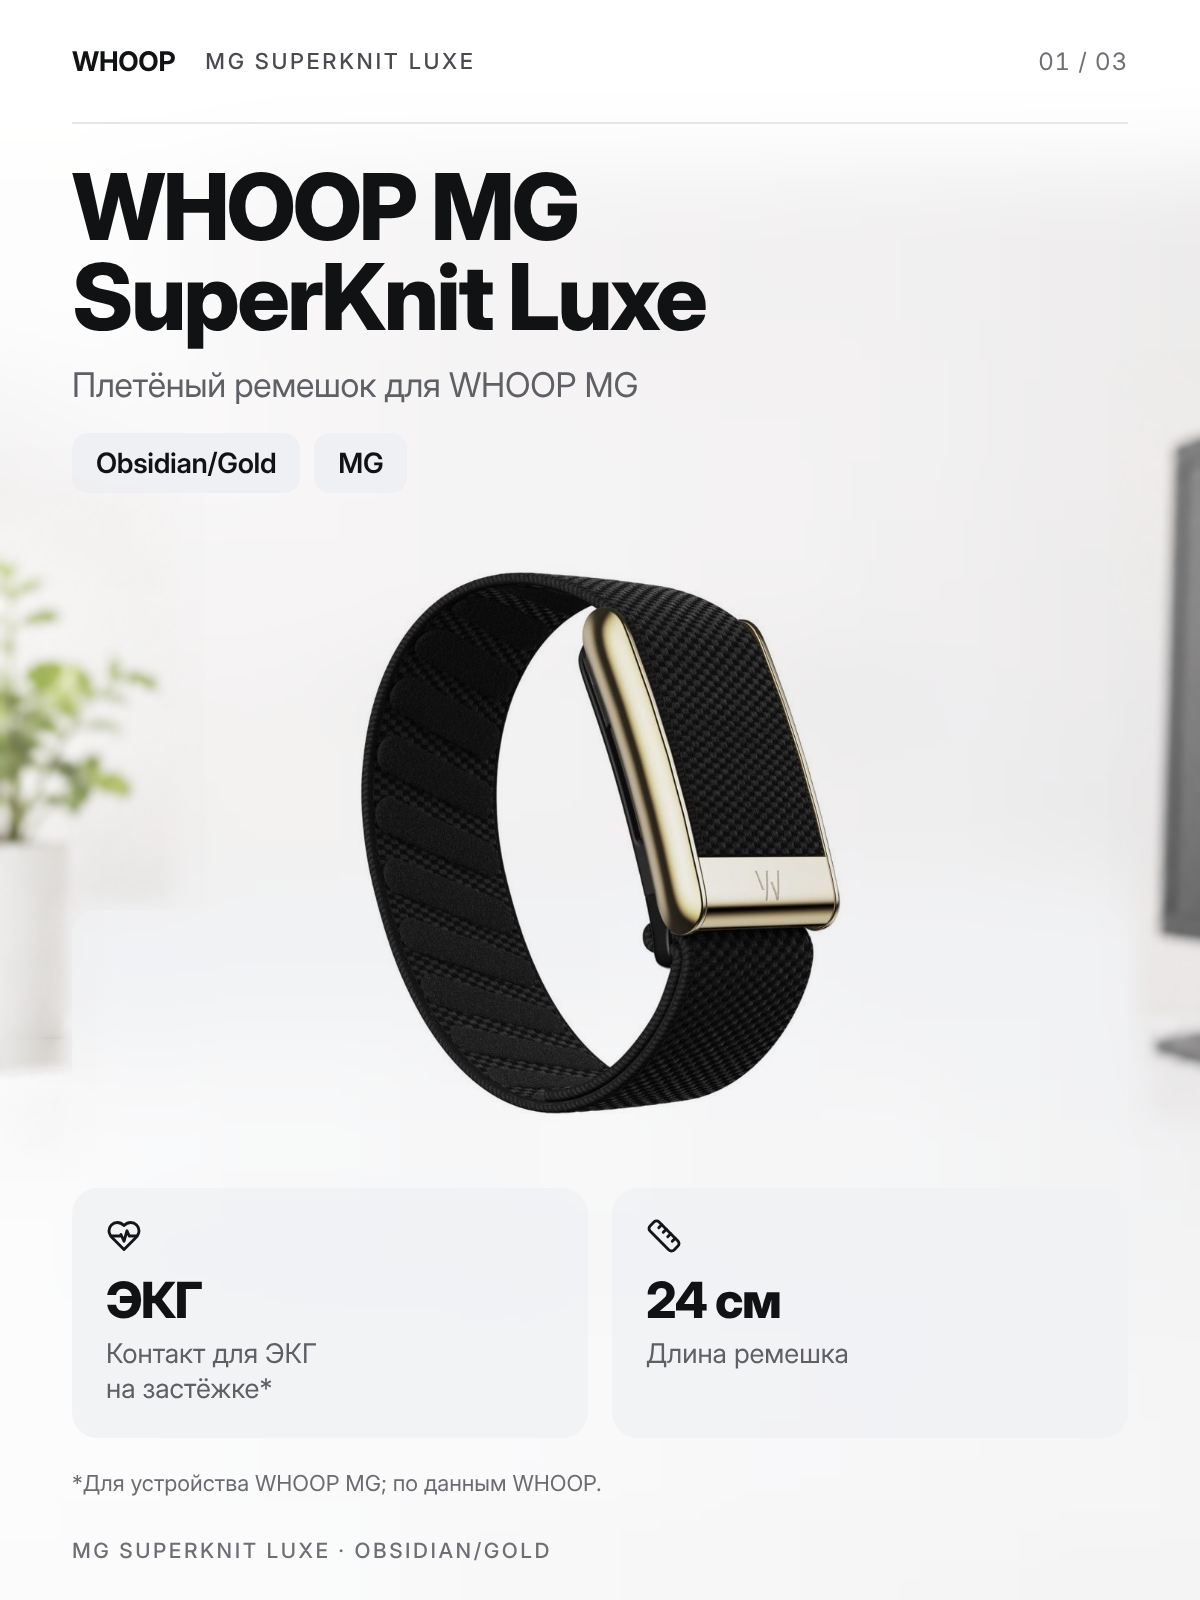 WHOOP MG SUPERKNIT LUXE 01 / 03
WHOOP MG
SuperKnit Luxe
Плетёный ремешок для WHOOP MG
Obsidian/Gold MG
W
ЭКГ
Контакт для ЭКГ
на застёжке*
24 см
Длина ремешка
*Для устройства WHOOP MG; по данным WHOOP.
MG SUPERKNIT LUXE · OBSIDIAN/GOLD